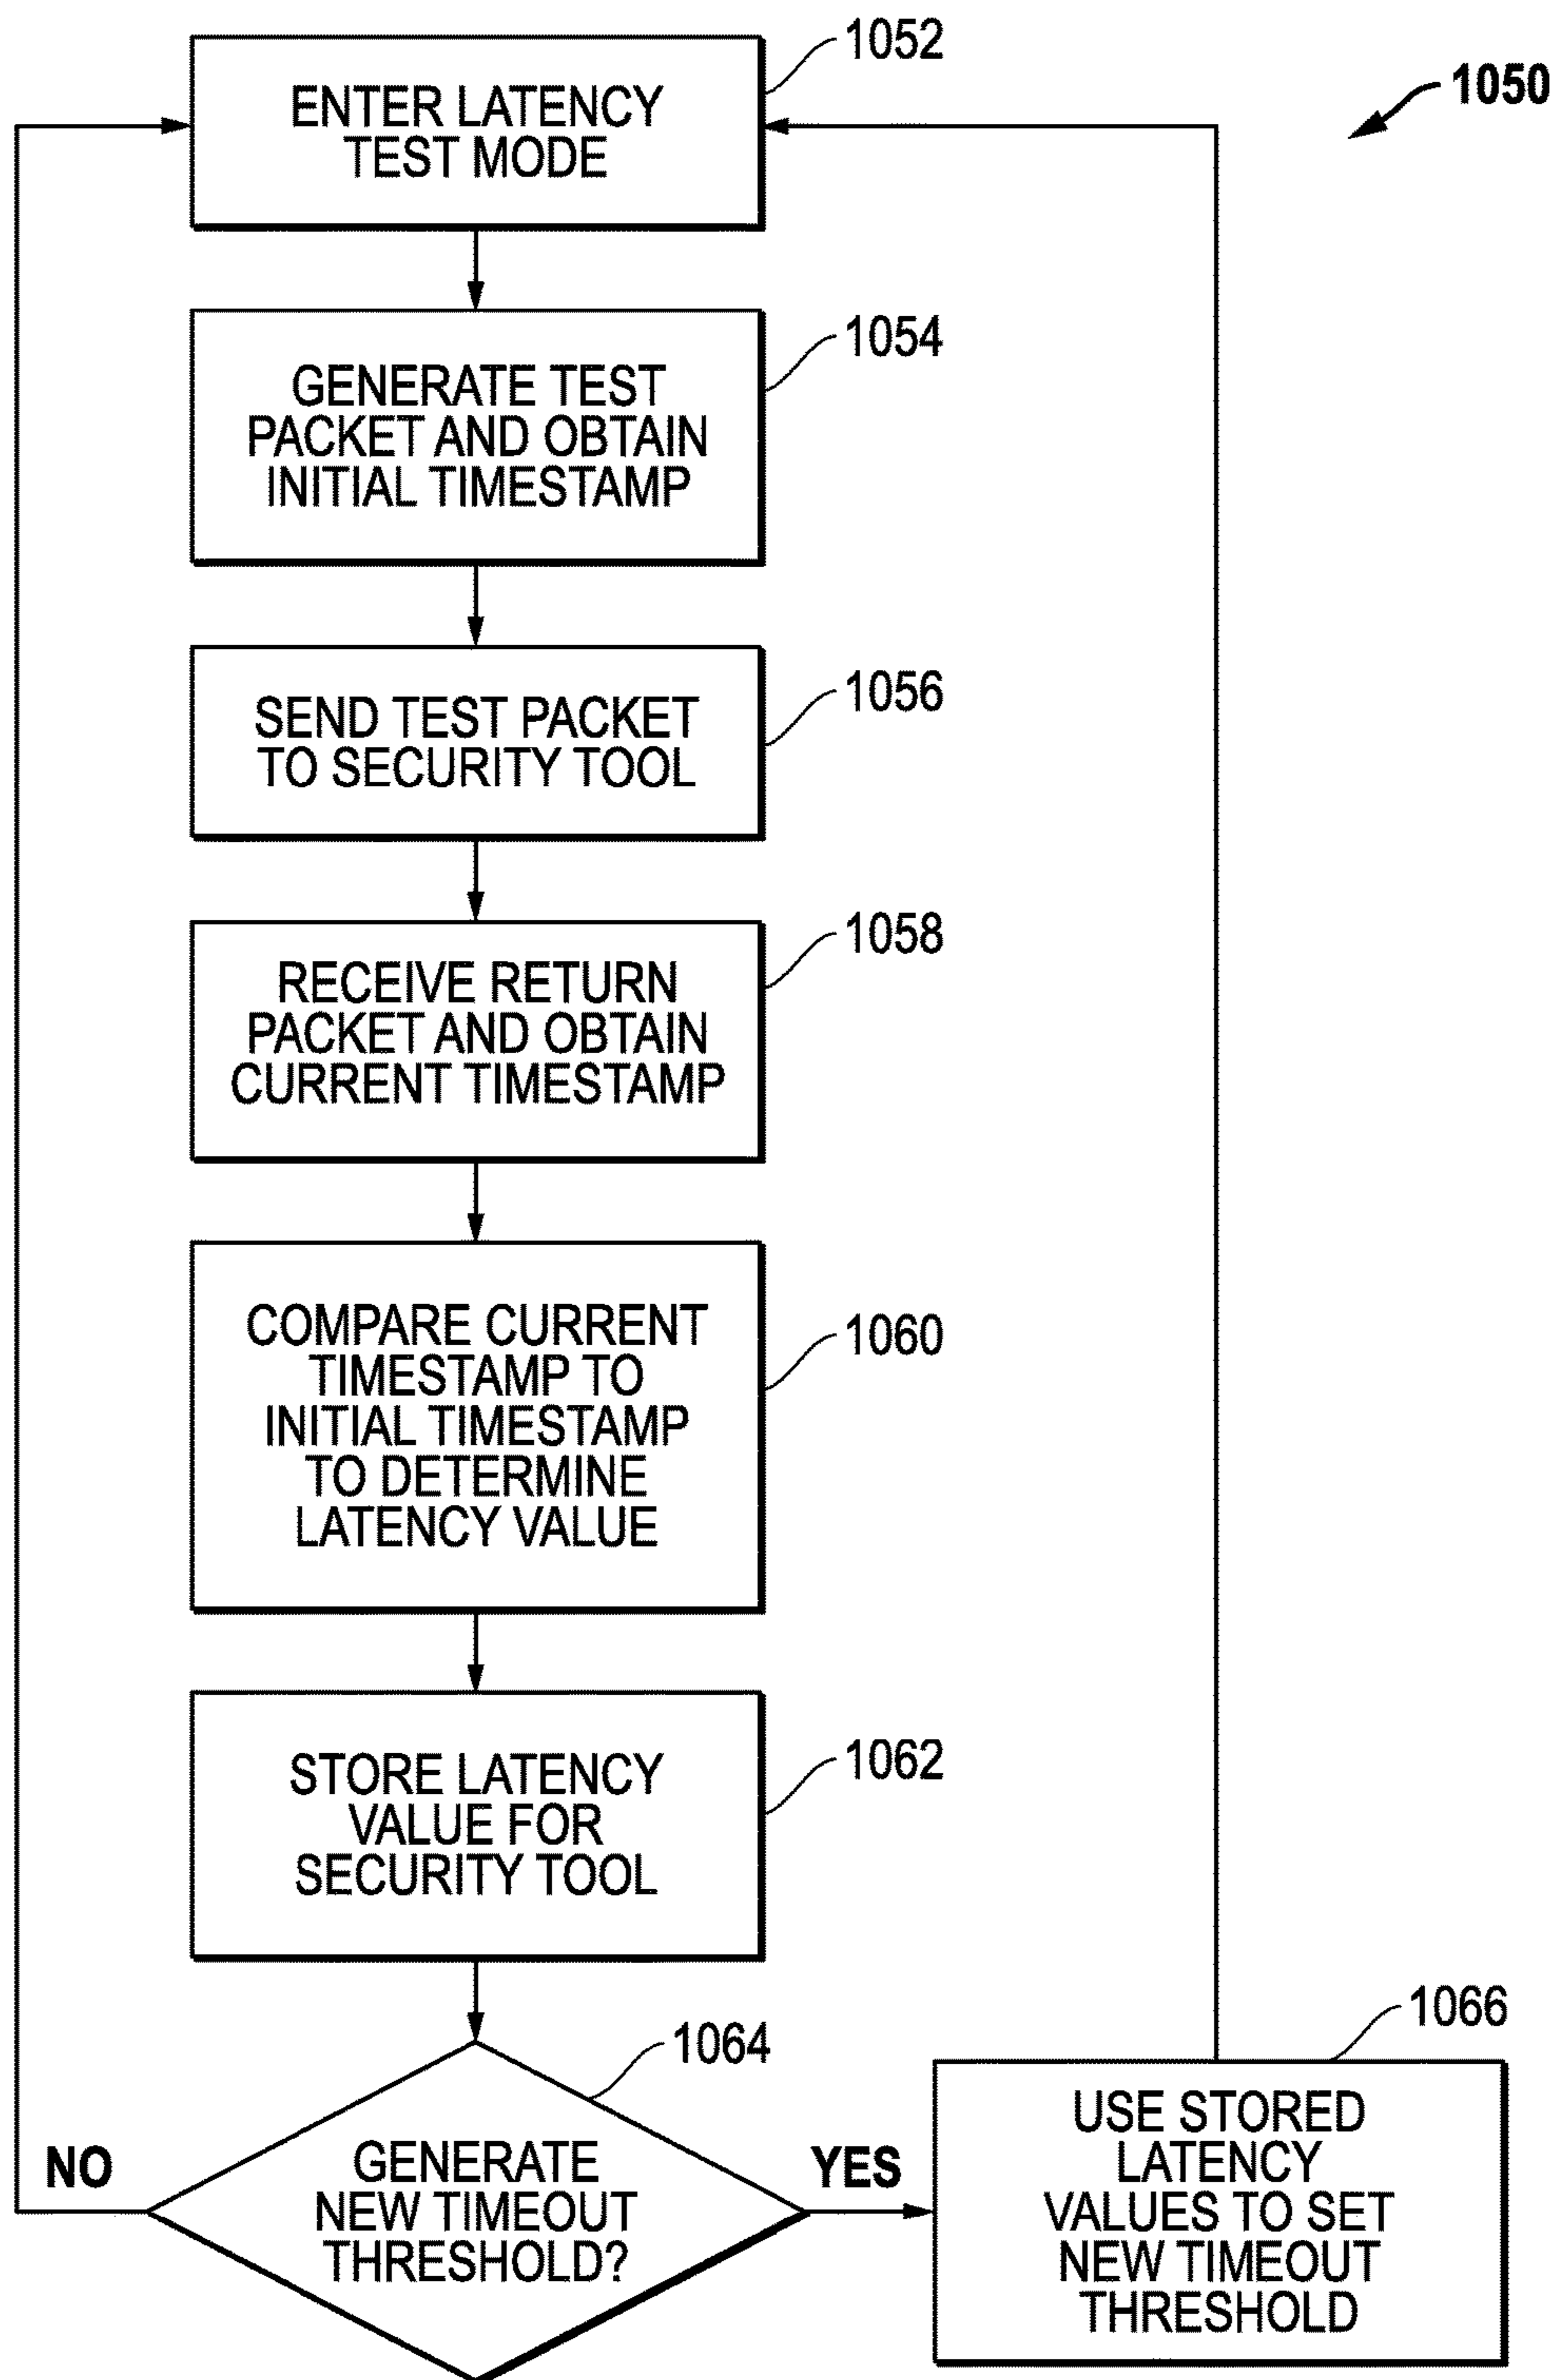 1050
1052
ENTER LATENCY
TEST MODE
1054
GENERATE TEST
PACKET AND OBTAIN
INITIAL TIMESTAMP
1056
SEND TEST PACKET
TO SECURITY TOOL
1058
RECEIVE RETURN
PACKET AND OBTAIN
CURRENT TIMESTAMP
1060
COMPARE CURRENT
TIMESTAMP TO
INITIAL TIMESTAMP
TO DETERMINE
LATENCY VALUE
1062
STORE LATENCY
VALUE FOR
SECURITY TOOL
1064
GENERATE
NEW TIMEOUT
THRESHOLD?
NO
YES
1066
USE STORED
LATENCY
VALUES TO SET
NEW TIMEOUT
THRESHOLD